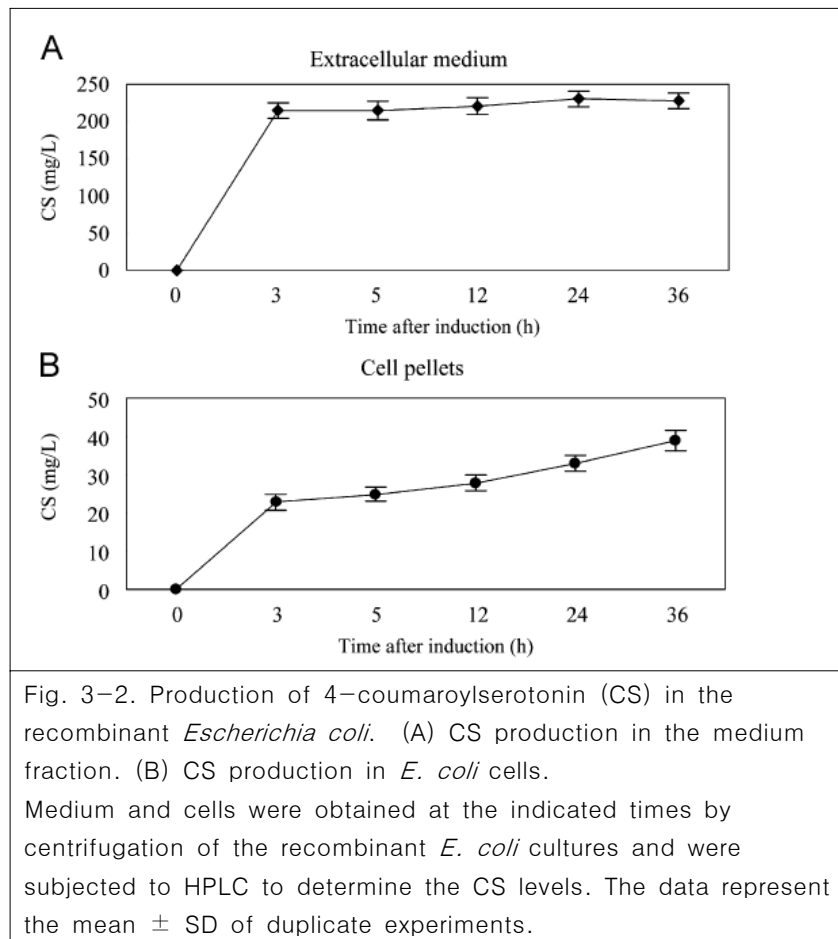 A
Extracellular medium
250
200
150
100
50
0
CS (mg/L)
0 3 5 12 24 36
Time after induction (h)
B
Cell pellets
50
40
30
20
10
0
CS (mg/L)
0 3 5 12 24 36
Time after induction (h)
Fig. 3-2. Production of 4-coumaroylserotonin (CS) in the
recombinant Escherichia coli. (A) CS production in the medium
fraction. (B) CS production in E. coli cells.
Medium and cells were obtained at the indicated times by
centrifugation of the recombinant E. coli cultures and were
subjected to HPLC to determine the CS levels. The data represent
the mean ± SD of duplicate experiments.